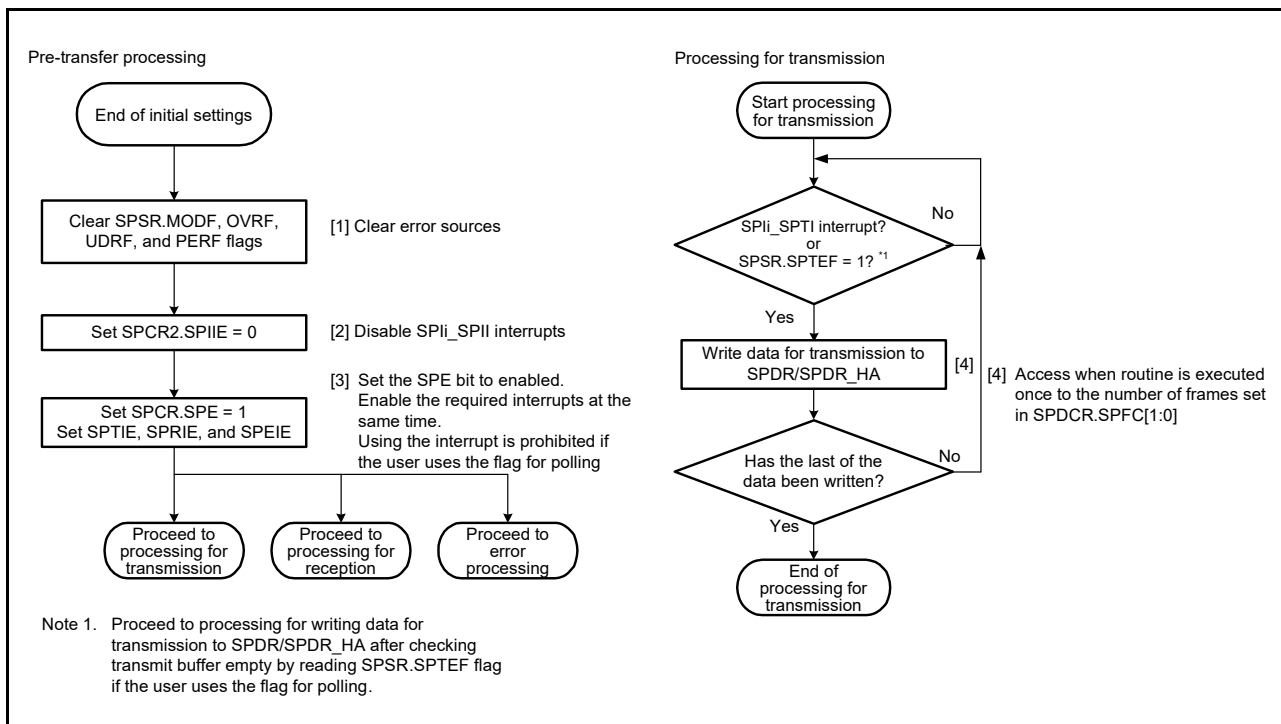 Pre-transfer processing
End of initial settings
Clear SPSR.MODF, OVRF,
UDRF, and PERF flags
[1] Clear error sources
Set SPCR2.SPIIE = 0
[2] Disable SPIi_SPII interrupts
Set SPCR.SPE = 1
Set SPTIE, SPRIE, and SPEIE
[3] Set the SPE bit to enabled.
Enable the required interrupts at the
same time.
Using the interrupt is prohibited if
the user uses the flag for polling
Proceed to
processing for
transmission
Proceed to
processing for
reception
Proceed to
error
processing
Note 1. Proceed to processing for writing data for
transmission to SPDR/SPDR_HA after checking
transmit buffer empty by reading SPSR.SPTEF flag
if the user uses the flag for polling.
Processing for transmission
Start processing
for transmission
SPIi_SPTI interrupt?
or
SPSR.SPTEF = 1? *1
No
Yes
Write data for transmission to
SPDR/SPDR_HA
[4]
[4] Access when routine is executed
once to the number of frames set
in SPDCR.SPFC[1:0]
Has the last of the
data been written?
No
Yes
End of
processing for
transmission